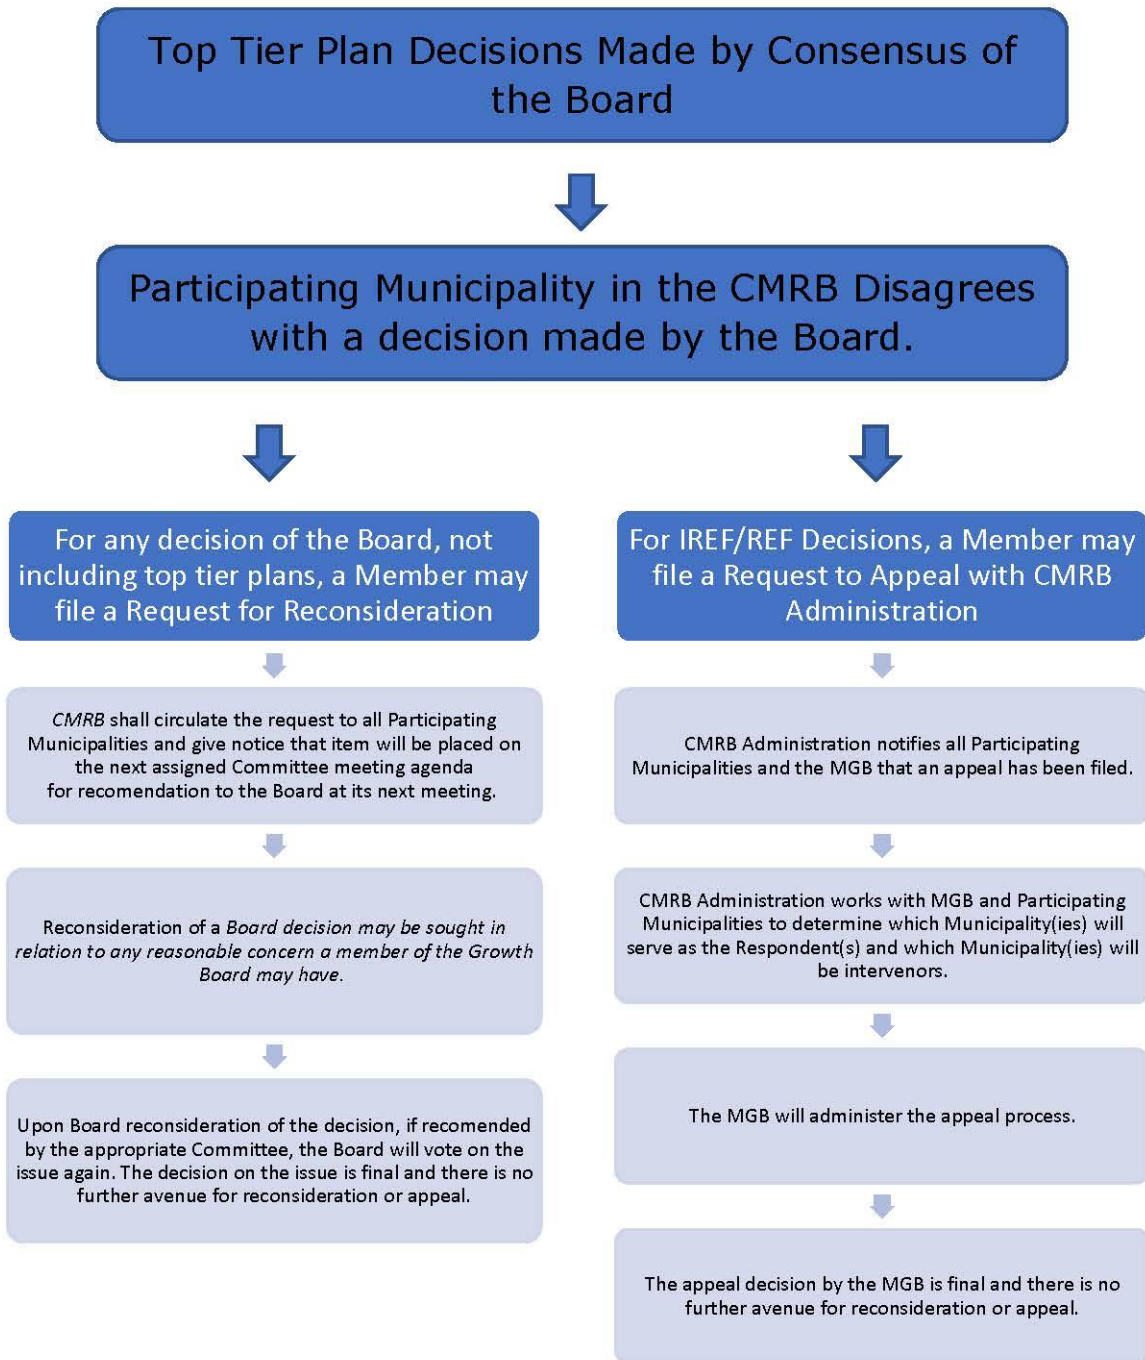 Top Tier Plan Decisions Made by Consensus of
the Board
Participating Municipality in the CMRB Disagrees
with a decision made by the Board.
For any decision of the Board, not
including top tier plans, a Member may
file a Request for Reconsideration
CMRB shall circulate the request to all Participating
Municipalities and give notice that item will be placed on
the next assigned Committee meeting agenda
for recomendation to the Board at its next meeting.
Reconsideration of a Board decision may be sought in
relation to any reasonable concern a member of the Growth
Board may have.
Upon Board reconsideration of the decision, if recomended
by the appropriate Committee, the Board will vote on the
issue again. The decision on the issue is final and there is no
further avenue for reconsideration or appeal.
For IREF/REF Decisions, a Member may
file a Request to Appeal with CMRB
Administration
CMRB Administration notifies all Participating
Municipalities and the MGB that an appeal has been filed.
CMRB Administration works with MGB and Participating
Municipalities to determine which Municipality(ies) will
serve as the Respondent(s) and which Municipality(ies) will
be intervenors.
The MGB will administer the appeal process.
The appeal decision by the MGB is final and there is no
further avenue for reconsideration or appeal.